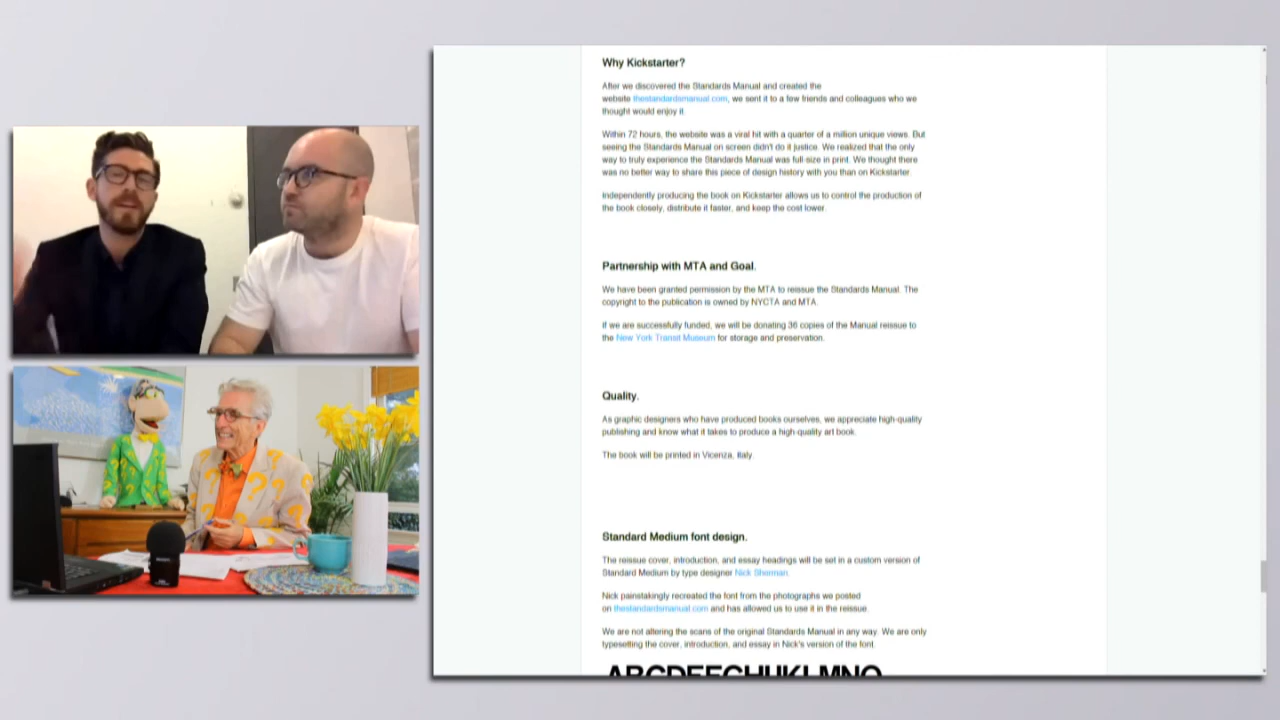 Why Kickstarter?
After we discovered the Standards Manual and created the
website thestandardsmanual.com, we sent it to a few friends and colleagues who we
thought would enjoy it.
Within 72 hours, the website was a viral hit with a quarter of a million unique views. But
seeing the Standards Manual on screen didn't do it justice. We realized that the only
way to truly experience the Standards Manual was full-size in print. We thought there
was no better way to share this piece of design history with you than on Kickstarter.
Independently producing the book on Kickstarter allows us to control the production of
the book closely, distribute it faster, and keep the cost lower.
Partnership with MTA and Goal.
We have been granted permission by the MTA to reissue the Standards Manual. The
copyright to the publication is owned by NYCTA and MTA.
If we are successfully funded, we will be donating 36 copies of the Manual reissue to
the New York Transit Museum for storage and preservation.
Quality.
As graphic designers who have produced books ourselves, we appreciate high-quality
publishing and know what it takes to produce a high-quality art book.
The book will be printed in Vicenza, Italy.
Standard Medium font design.
The reissue cover, introduction, and essay headings will be set in a custom version of
Standard Medium by type designer Nick Sherman.
Nick painstakingly recreated the font from the photographs we posted
on thestandardsmanual.com and has allowed us to use it in the reissue.
We are not altering the scans of the original Standards Manual in any way. We are only
typesetting the cover, introduction, and essay in Nick's version of the font.